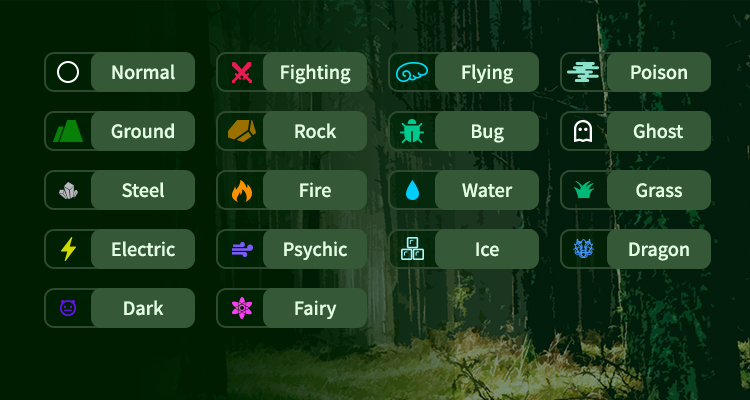 Normal
Fighting
Flying
Poison
Ground
Rock
Bug
Ghost
Steel
Fire
Water
Grass
Electric
Psychic
Ice
Dragon
Dark
Fairy